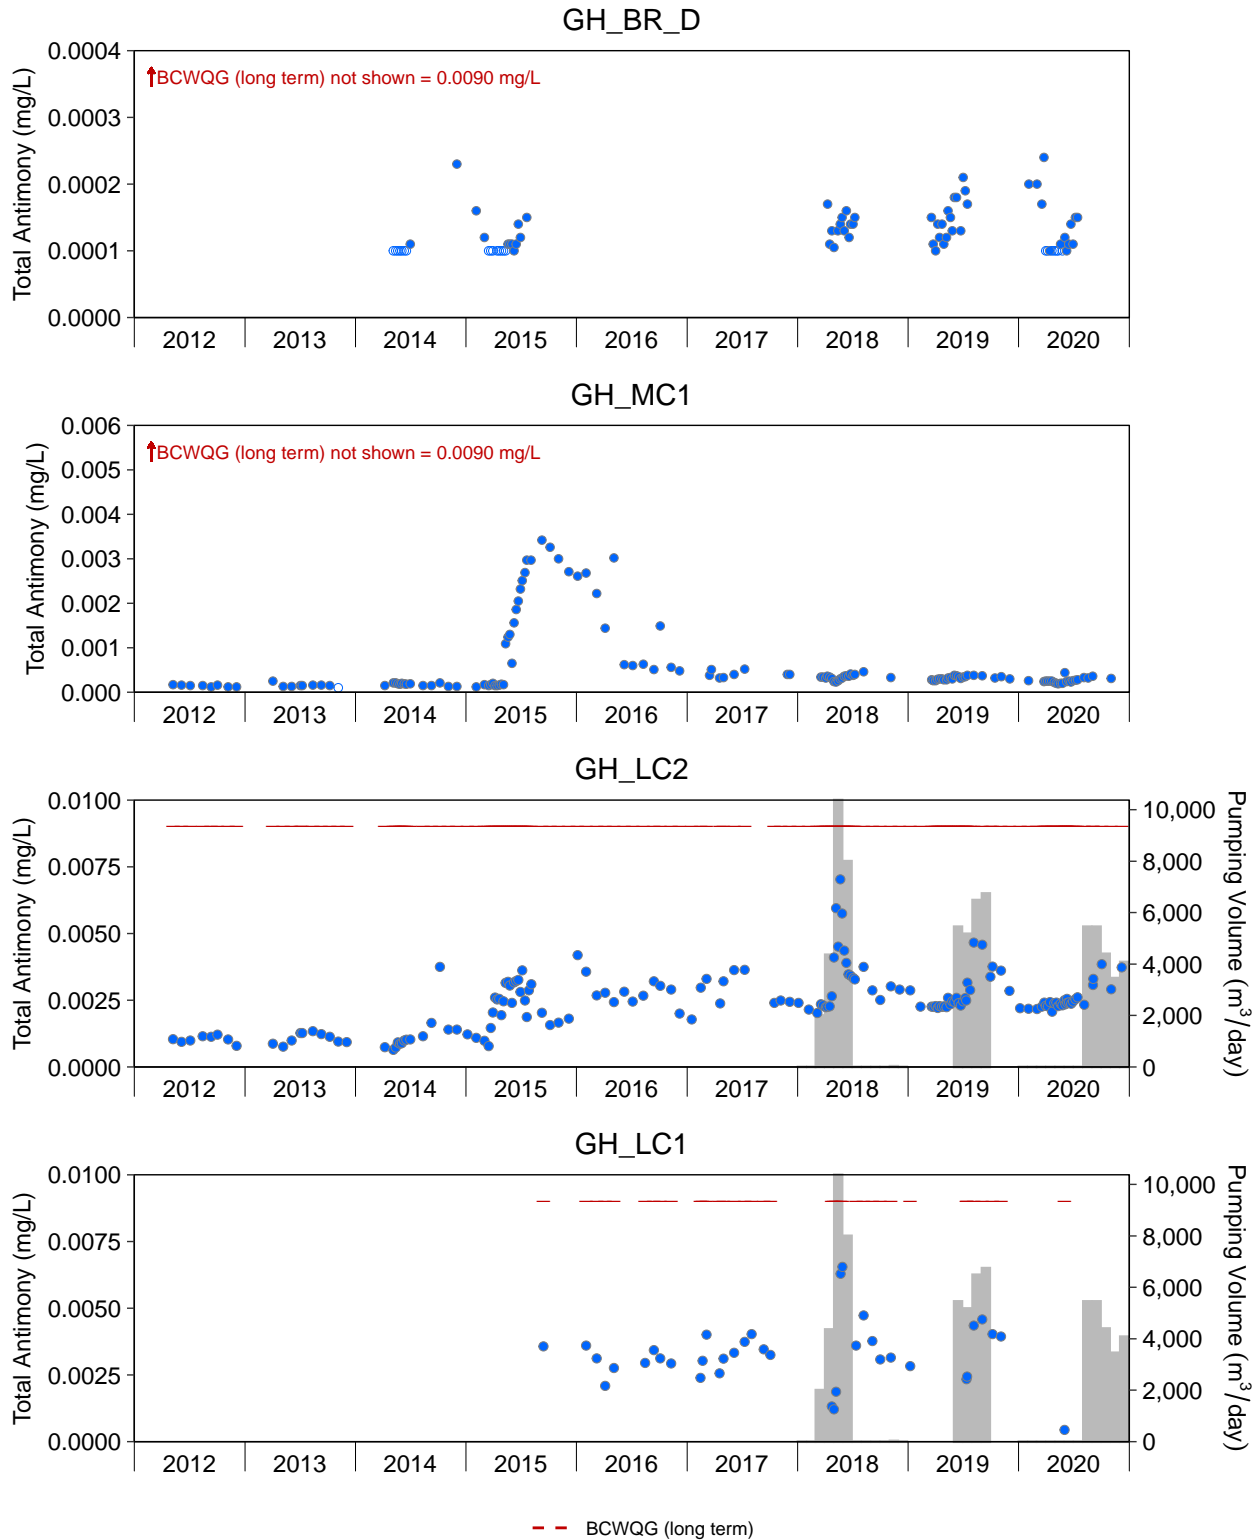 GH_BR_D
Total Antimony (mg/L)
0.0004
0.0003
0.0002
0.0001
0.0000
BCWQG (long term) not shown = 0.0090 mg/L
2012 2013 2014 2015 2016 2017 2018 2019 2020
GH_MC1
Total Antimony (mg/L)
0.006
0.005
0.004
0.003
0.002
0.001
0.000
BCWQG (long term) not shown = 0.0090 mg/L
2012 2013 2014 2015 2016 2017 2018 2019 2020
GH_LC2
Total Antimony (mg/L)
0.0100
0.0075
0.0050
0.0025
0.0000
10,000
8,000
6,000
4,000
2,000
0
Pumping Volume (m³/day)
2012 2013 2014 2015 2016 2017 2018 2019 2020
GH_LC1
Total Antimony (mg/L)
0.0100
0.0075
0.0050
0.0025
0.0000
10,000
8,000
6,000
4,000
2,000
0
Pumping Volume (m³/day)
2012 2013 2014 2015 2016 2017 2018 2019 2020
BCWQG (long term)